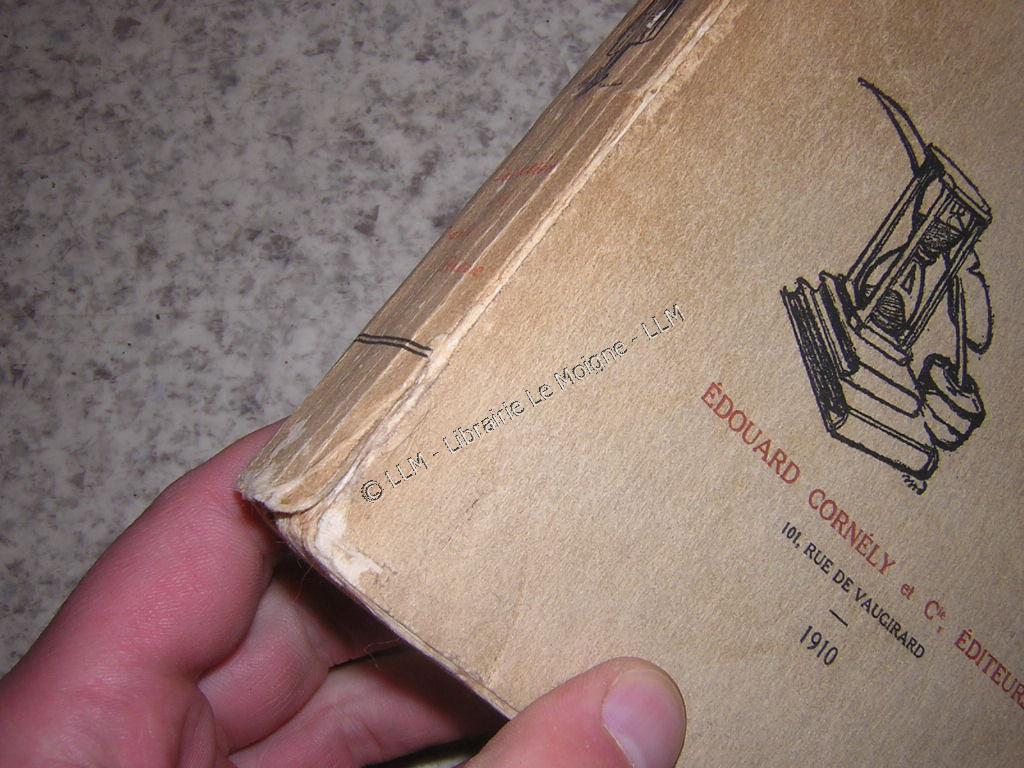 © LLM - Librairie Le Moigne - LLM
ÉDOUARD CORNÉLY et Cie, ÉDITEURS
101, RUE DE VAUGIRARD
1910